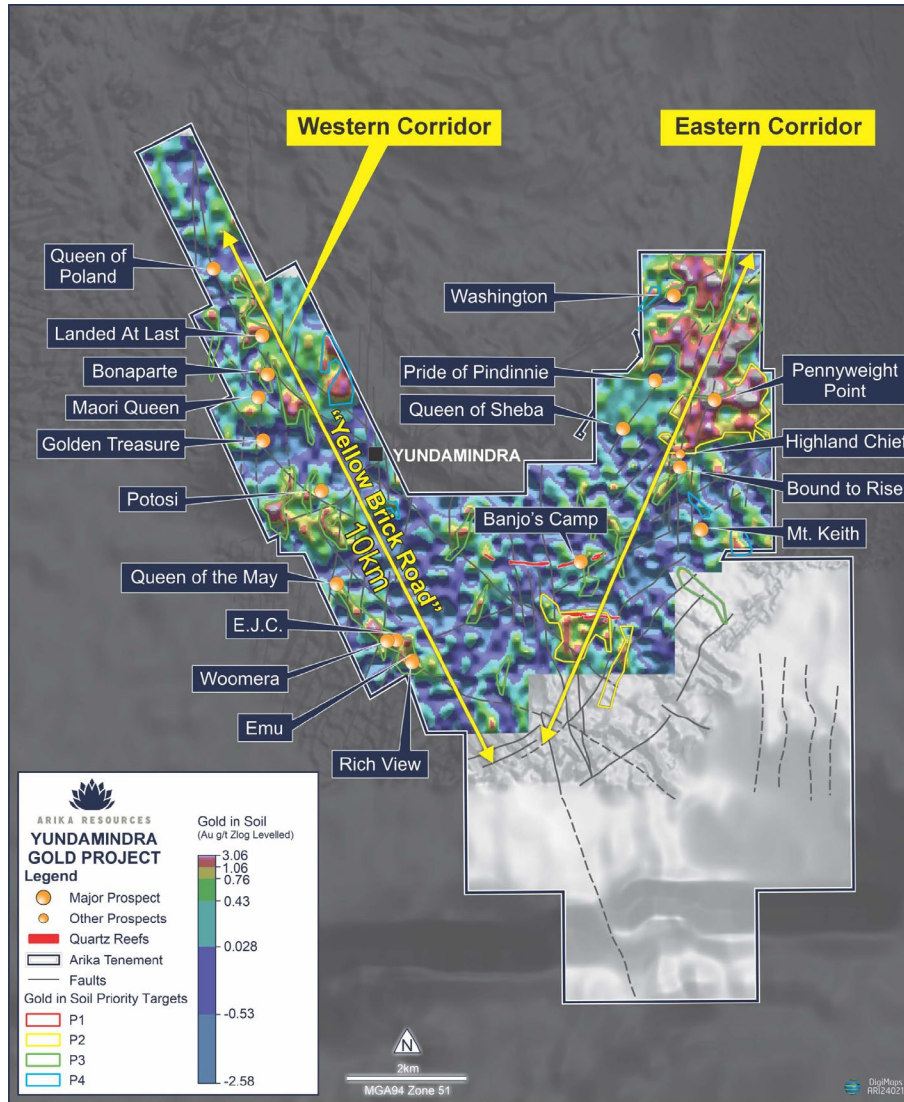 Western Corridor
Eastern Corridor
Queen of
Poland
Landed At Last
Bonaparte
Maori Queen
Golden Treasure
Potosi
Queen of the May
E.J.C.
Woomera
Emu
Rich View
"Yellow Brick Road"
10km
YUNDAMINDRA
Washington
Pride of Pindinnie
Queen of Sheba
Banjo's Camp
Pennyweight
Point
Highland Chief
Bound to Rise
Mt. Keith
ARIKA RESOURCES
YUNDAMINDRA
GOLD PROJECT
Legend
Major Prospect
Other Prospects
Quartz Reefs
Arika Tenement
Faults
Gold in Soil Priority Targets
P1
P2
P3
P4
Gold in Soil
(Au g/t Zlog Levelled)
3.06
1.06
0.76
0.43
0.028
-0.53
-2.58
N
2km
MGA94 Zone 51
DigiMaps
ARI24021